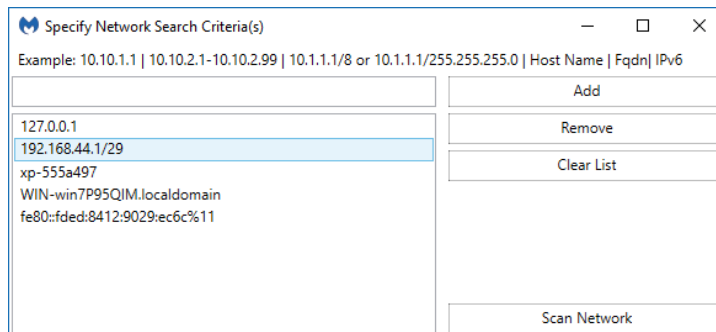 Specify Network Search Criteria(s)
Example: 10.10.1.1 | 10.10.2.1-10.10.2.99 | 10.1.1.1/8 or 10.1.1.1/255.255.255.0 | Host Name | Fqdn| IPv6
Add
127.0.0.1
Remove
192.168.44.1/29
Clear List
xp-555a497
WIN-win7P95QIM.localdomain
fe80::fded:8412:9029:ec6c%11
Scan Network